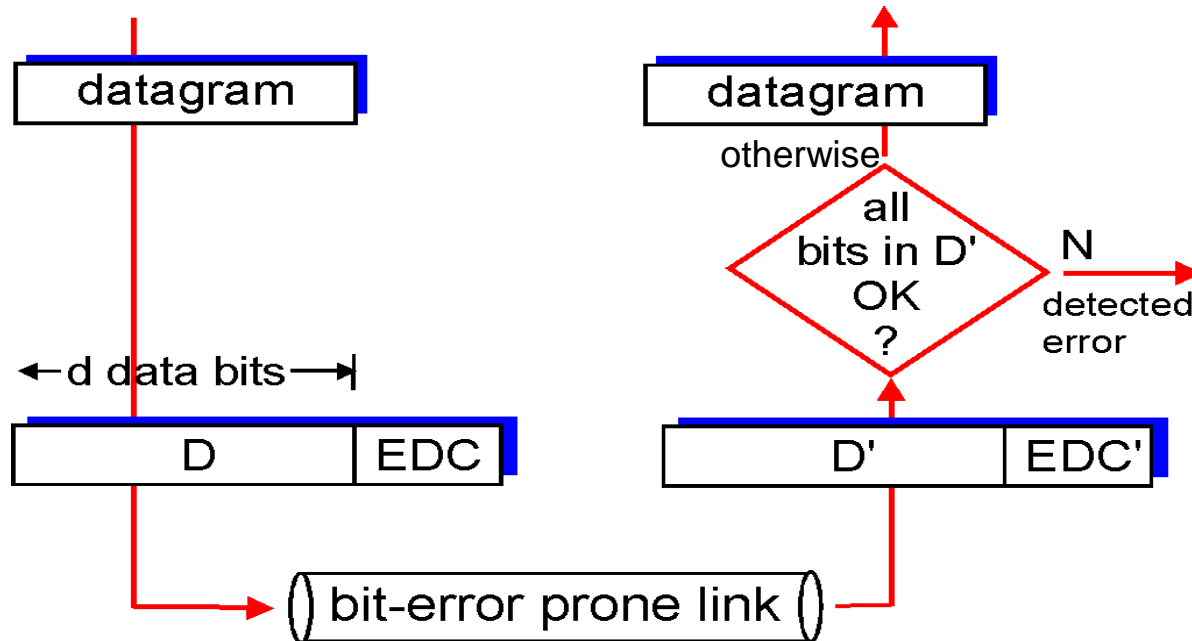 datagram
datagram
otherwise
all
bits in D'
OK
?
N
detected
error
d data bits
D
EDC
D'
EDC'
bit-error prone link